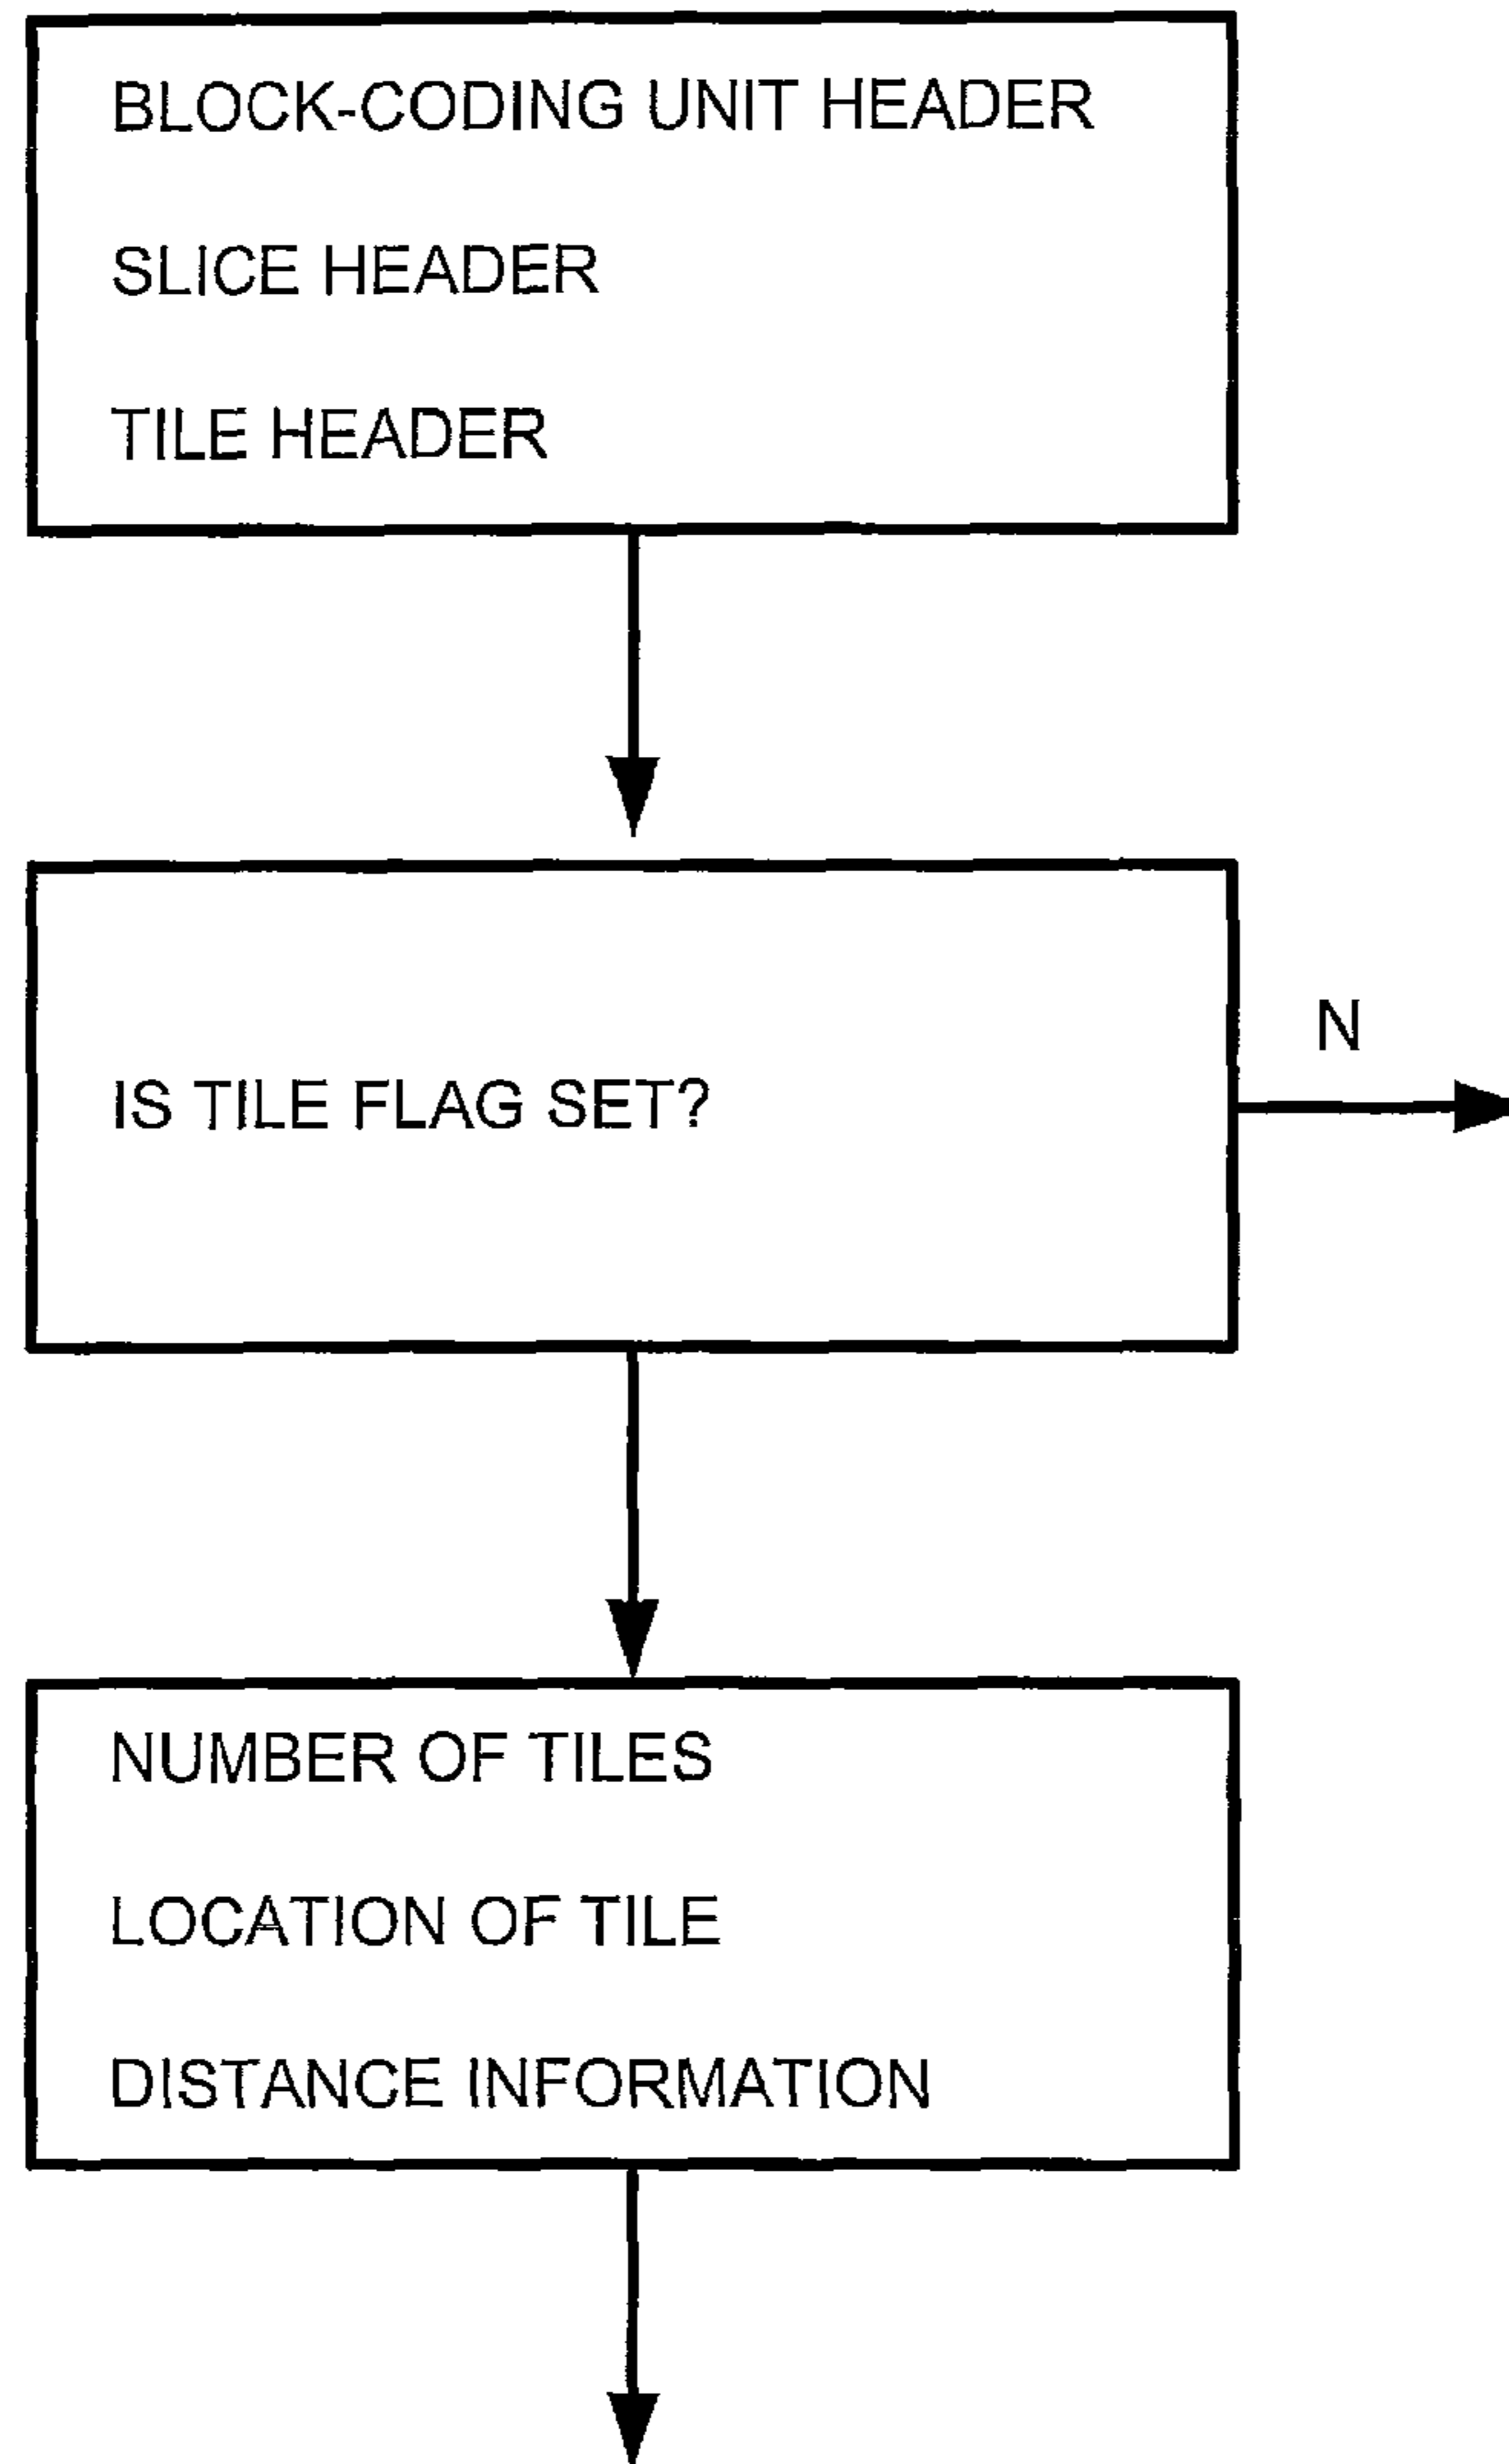 BLOCK-CODING UNIT HEADER
SLICE HEADER
TILE HEADER
IS TILE FLAG SET?
N
NUMBER OF TILES
LOCATION OF TILE
DISTANCE INFORMATION